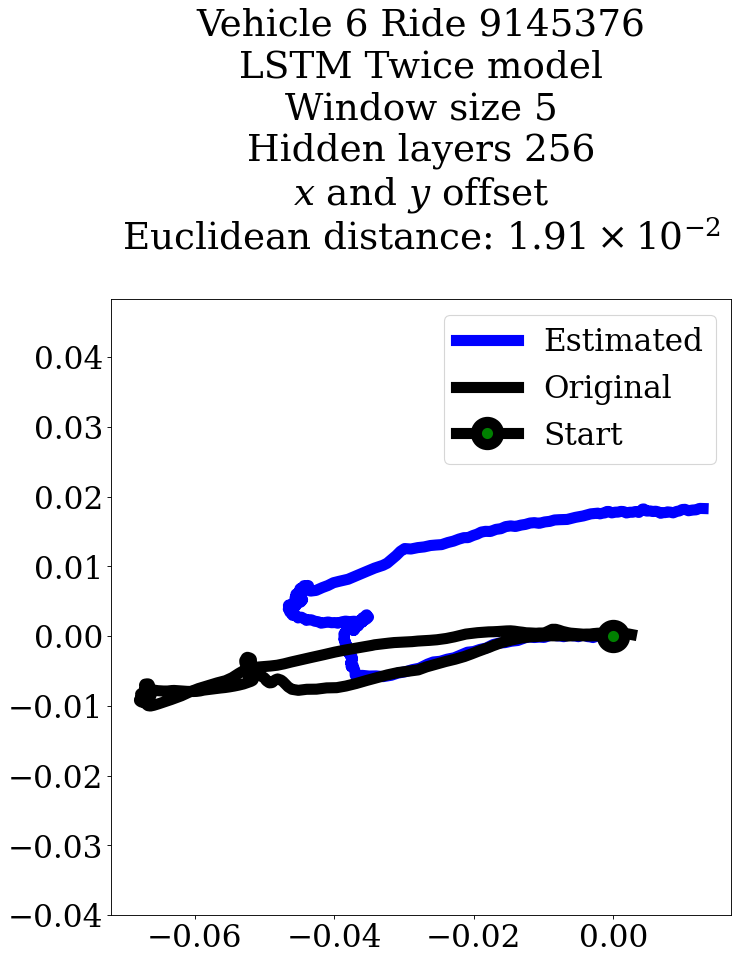 Vehicle 6 Ride 9145376
LSTM Twice model
Window size 5
Hidden layers 256
x and y offset
Euclidean distance: 1.91 × 10⁻²
Estimated
Original
Start
0.04
0.03
0.02
0.01
0.00
−0.01
−0.02
−0.03
−0.04
−0.06 −0.04 −0.02 0.00